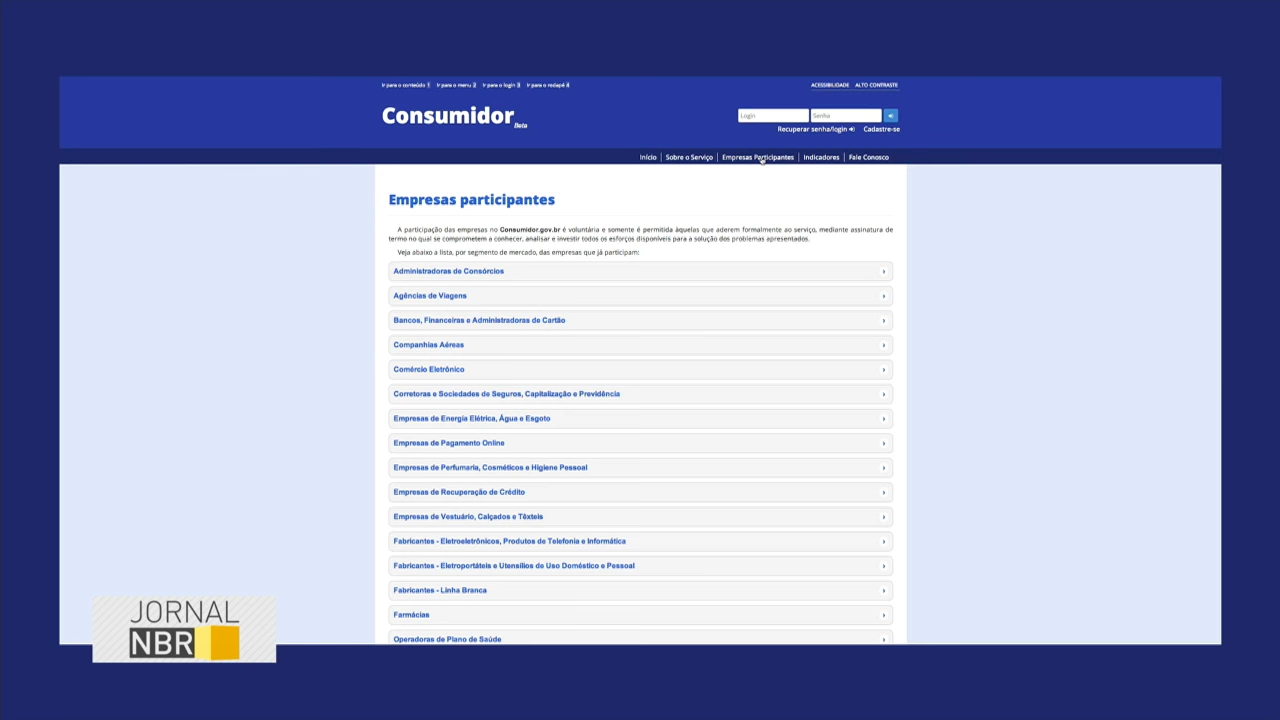 Ir para o conteúdo 1 Ir para o menu 2 Ir para o login 3 Ir para o rodapé 4
ACESSIBILIDADE ALTO CONTRASTE
Consumidor
Beta
Login
Senha
Recuperar senha/login
Cadastre-se
Início | Sobre o Serviço | Empresas Participantes | Indicadores | Fale Conosco
Empresas participantes
A participação das empresas no Consumidor.gov.br é voluntária e somente é permitida àquelas que aderem formalmente ao serviço, mediante assinatura de
termo no qual se comprometem a conhecer, analisar e investir todos os esforços disponíveis para a solução dos problemas apresentados.
Veja abaixo a lista, por segmento de mercado, das empresas que já participam:
Administradoras de Consórcios
Agências de Viagens
Bancos, Financeiras e Administradoras de Cartão
Companhias Aéreas
Comércio Eletrônico
Corretoras e Sociedades de Seguros, Capitalização e Previdência
Empresas de Energia Elétrica, Água e Esgoto
Empresas de Pagamento Online
Empresas de Perfumaria, Cosméticos e Higiene Pessoal
Empresas de Recuperação de Crédito
Empresas de Vestuário, Calçados e Têxteis
Fabricantes - Eletroeletrônicos, Produtos de Telefonia e Informática
Fabricantes - Eletroportáteis e Utensílios de Uso Doméstico e Pessoal
Fabricantes - Linha Branca
Farmácias
Operadoras de Plano de Saúde
JORNAL
NBR